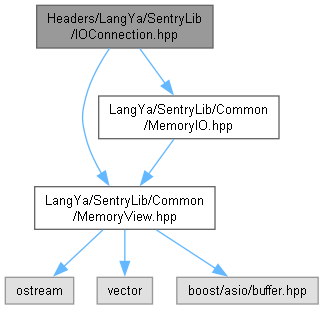 Headers/LangYa/SentryLib
/IOConnection.hpp
LangYa/SentryLib/Common
/MemoryIO.hpp
LangYa/SentryLib/Common
/MemoryView.hpp
ostream
vector
boost/asio/buffer.hpp